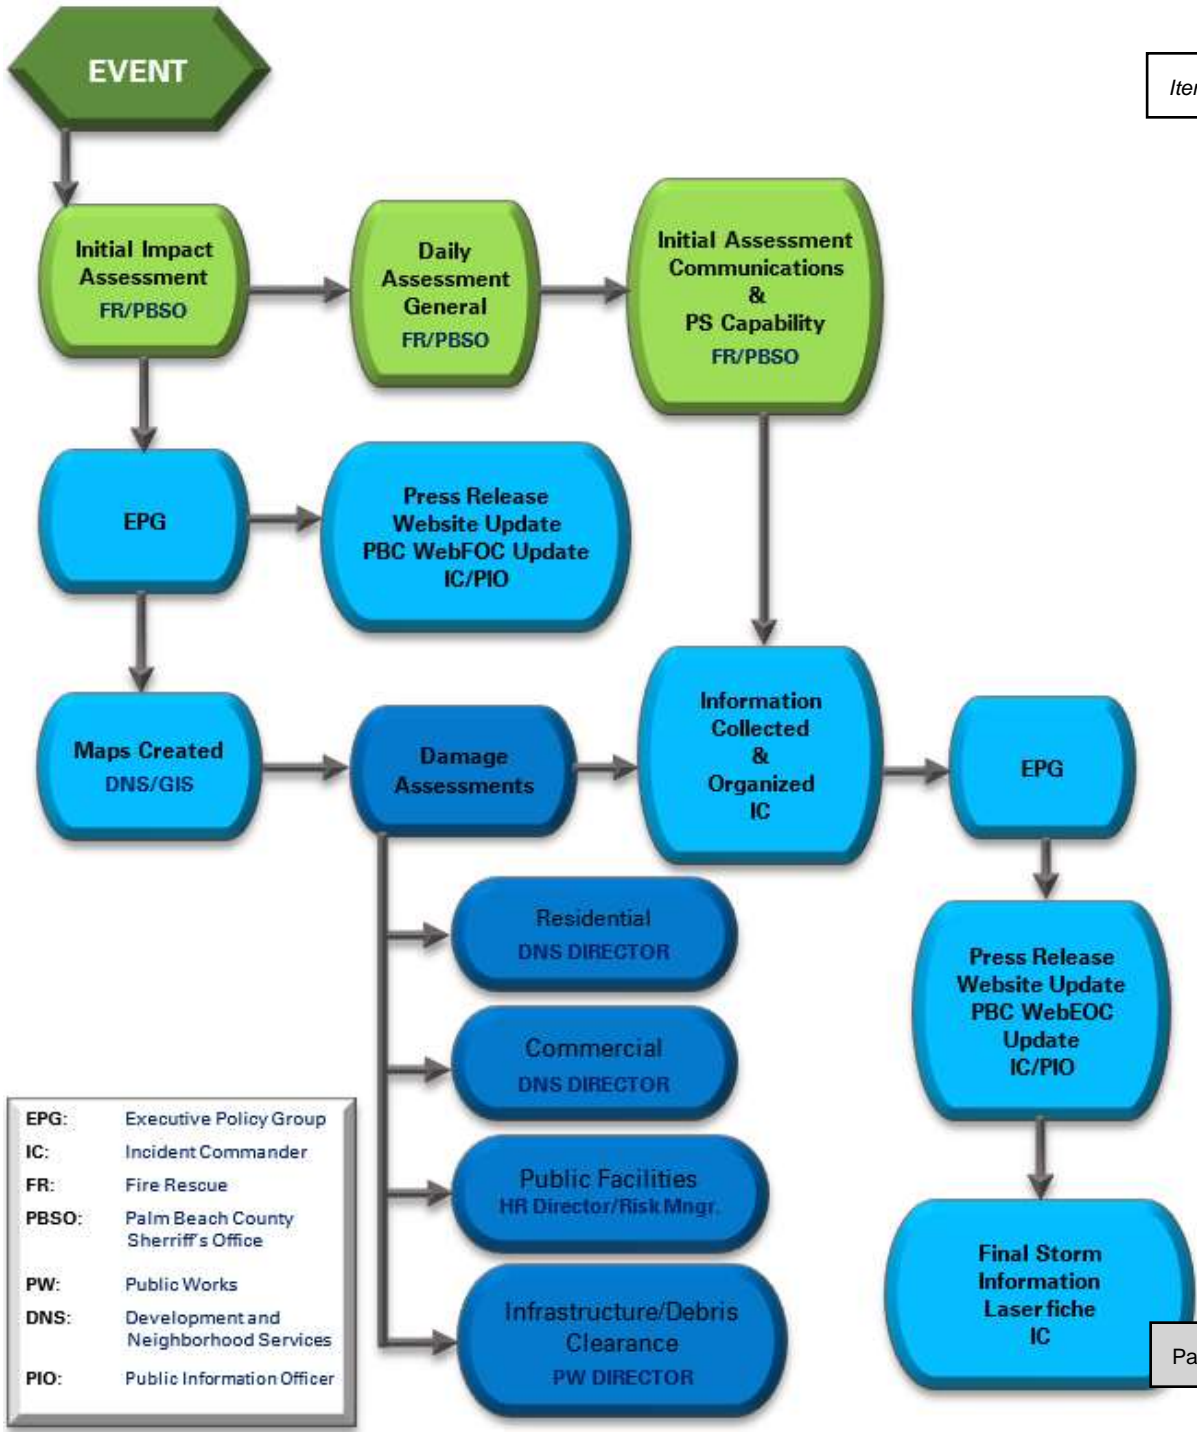 EVENT
Iter
Initial Impact
Assessment
FR/PBSO
Daily
Assessment
General
FR/PBSO
Initial Assessment
Communications
&
PS Capability
FR/PBSO
EPG
Press Release
Website Update
PBC WebFOC Update
IC/PIO
Maps Created
DNS/GIS
Damage
Assessments
Information
Collected
&
Organized
IC
EPG
Residential
DNS DIRECTOR
Commercial
DNS DIRECTOR
Public Facilities
HR Director/Risk Mngr.
Infrastructure/Debris
Clearance
PW DIRECTOR
Press Release
Website Update
PBC WebEOC
Update
IC/PIO
Final Storm
Information
Laserfiche
IC
Pa
EPG: Executive Policy Group
IC: Incident Commander
FR: Fire Rescue
PBSO: Palm Beach County
Sherriff's Office
PW: Public Works
DNS: Development and
Neighborhood Services
PIO: Public Information Officer